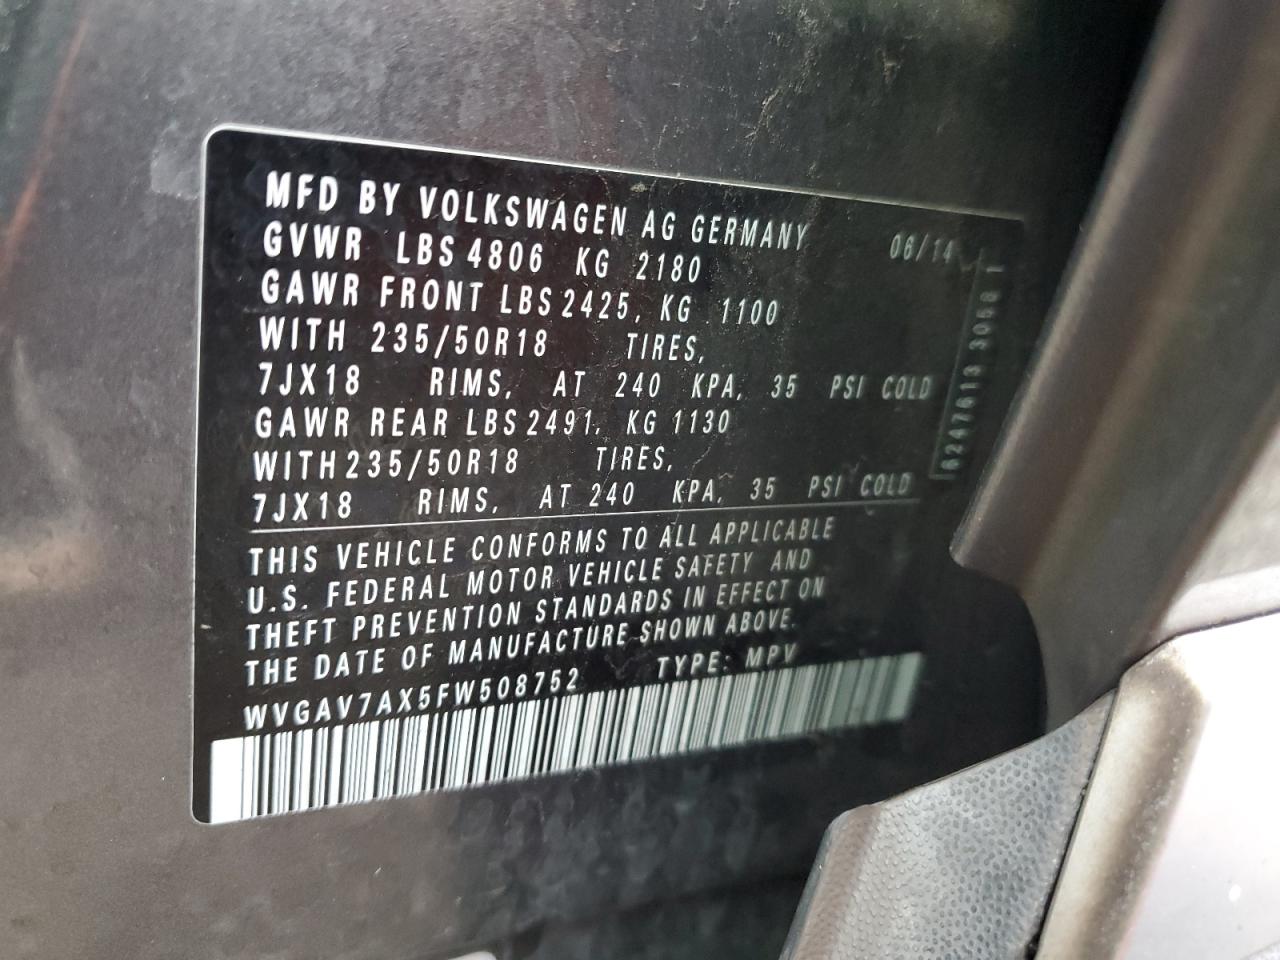 MFD BY VOLKSWAGEN AG GERMANY 06/14
GVWR LBS 4806 KG 2180
GAWR FRONT LBS 2425, KG 1100
WITH 235/50R18 TIRES,
7JX18 RIMS, AT 240 KPA, 35 PSI COLD
GAWR REAR LBS 2491, KG 1130
WITH 235/50R18 TIRES,
7JX18 RIMS, AT 240 KPA, 35 PSI COLD
THIS VEHICLE CONFORMS TO ALL APPLICABLE
U.S. FEDERAL MOTOR VEHICLE SAFETY AND
THEFT PREVENTION STANDARDS IN EFFECT ON
THE DATE OF MANUFACTURE SHOWN ABOVE.
WVGAV7AX5FW508752 TYPE: MPV